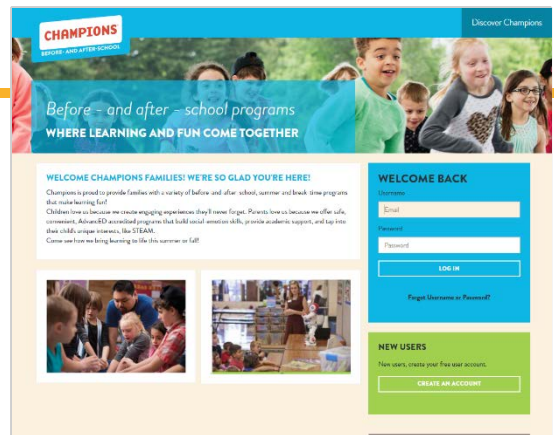 CHAMPIONS
BEFORE- AND AFTER-SCHOOL
Discover Champions
Before - and after - school programs
WHERE LEARNING AND FUN COME TOGETHER
WELCOME CHAMPIONS FAMILIES! WE'RE SO GLAD YOU'RE HERE!
Champions is proud to provide families with a variety of before and after school, summer and break time programs
that make learning fun!
Children love us because we create engaging experiences they'll never forget. Parents love us because we offer safe,
convenient, AdvancED accredited programs that build social-emotion skills, provide academic support, and tap into
their child's unique interests, like STEAM.
Come see how we bring learning to life this summer or fall!
WELCOME BACK
Username
Email
Password
Password
LOG IN
Forgot Username or Password?
NEW USERS
New users, create your free user account.
CREATE AN ACCOUNT